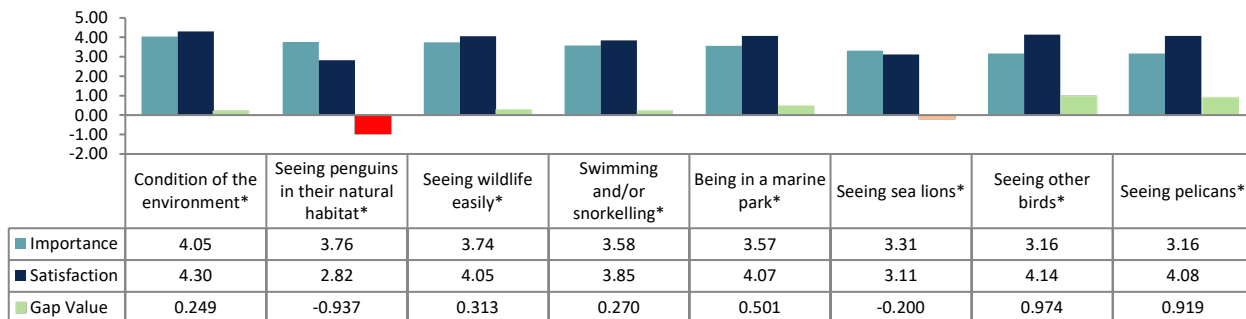 5.00
4.00
3.00
2.00
1.00
0.00
-1.00
-2.00
Condition of the environment*
Seeing penguins in their natural habitat*
Seeing wildlife easily*
Swimming and/or snorkelling*
Being in a marine park*
Seeing sea lions*
Seeing other birds*
Seeing pelicans*
Importance 4.05 3.76 3.74 3.58 3.57 3.31 3.16 3.16
Satisfaction 4.30 2.82 4.05 3.85 4.07 3.11 4.14 4.08
Gap Value 0.249 -0.937 0.313 0.270 0.501 -0.200 0.974 0.919